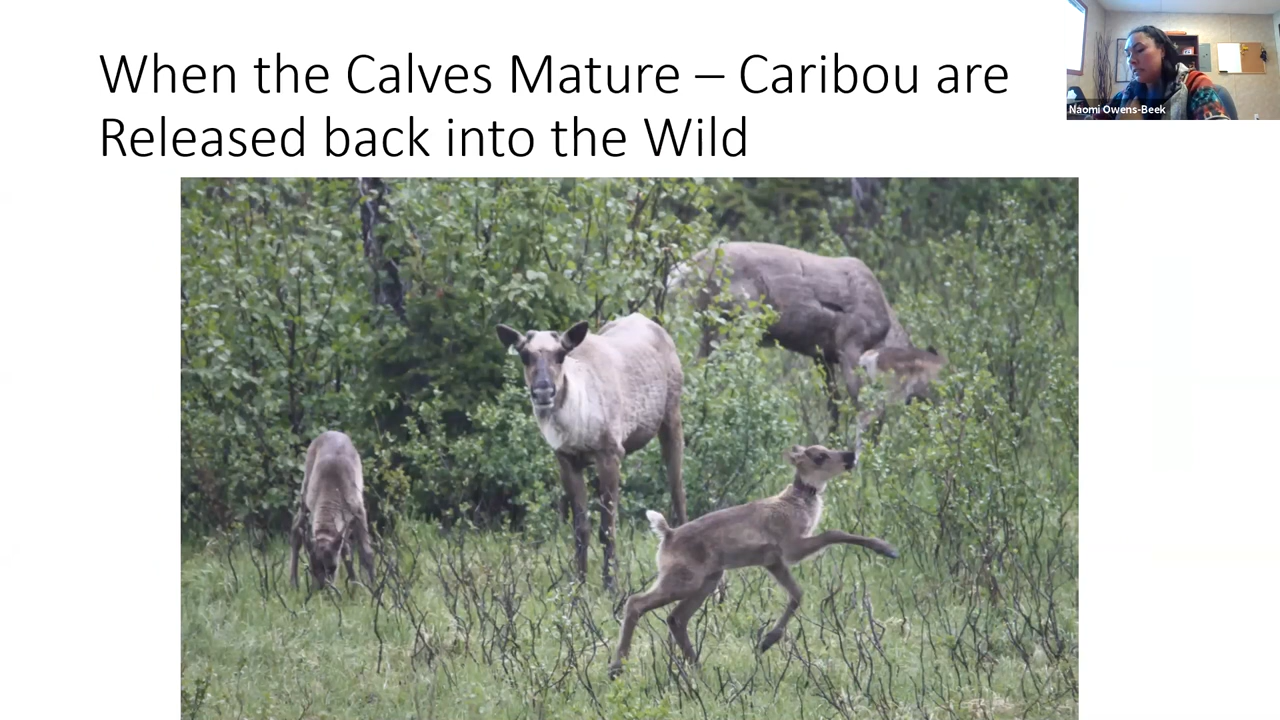 When the Calves Mature – Caribou are
Released back into the Wild
Naomi Owens-Beek